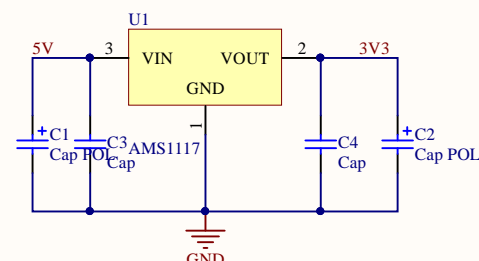 U1
5V
3
VIN
VOUT
2
3V3
GND
1
AMS1117
+
C1
Cap POL
C3
Cap
C4
Cap
+
C2
Cap POL
GND